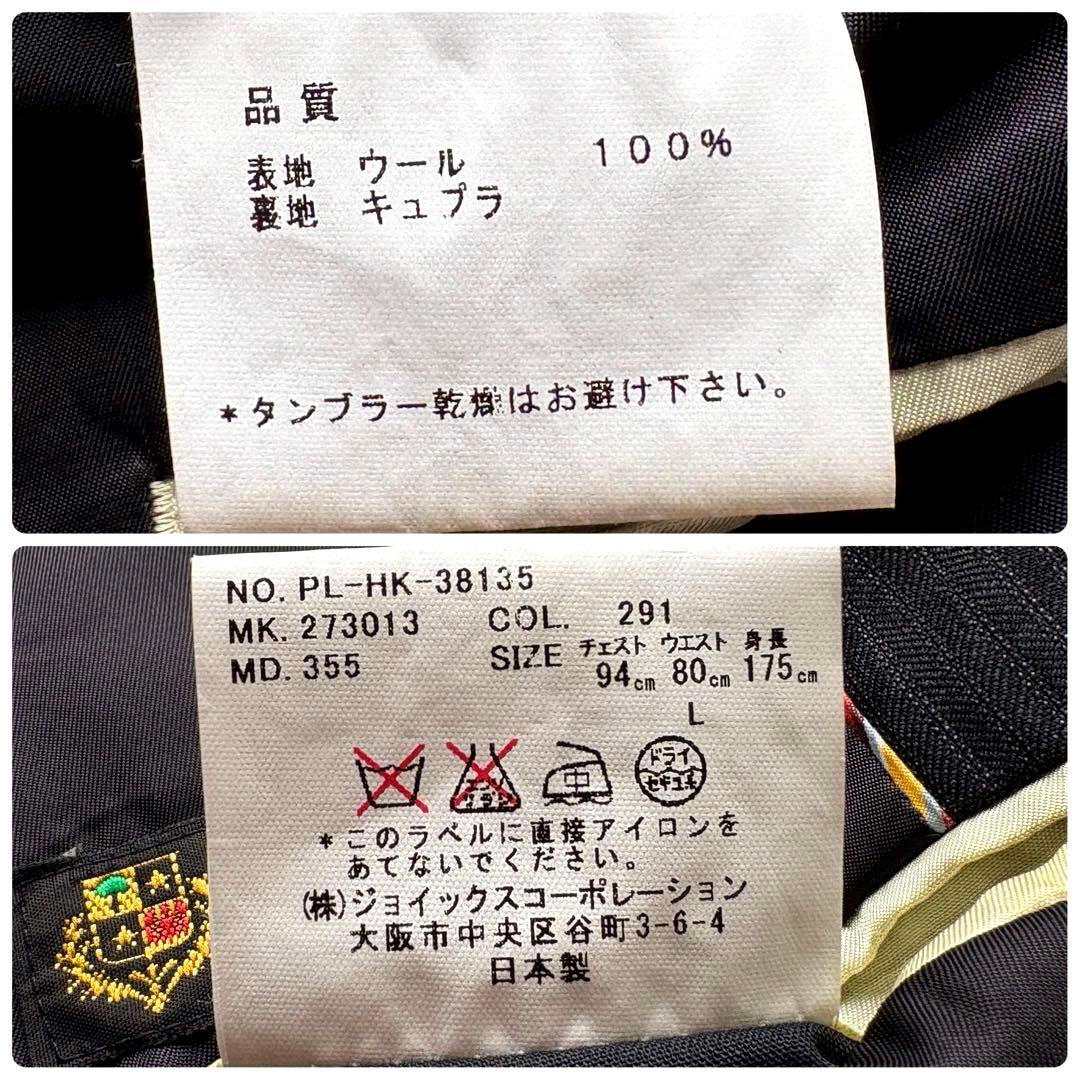 品質
表地 ウール 100%
裏地 キュプラ
*タンブラー乾燥はお避け下さい。
NO. PL-HK-38135
MK. 273013 COL. 291
MD. 355 SIZE チェスト ウエスト 身長
94cm 80cm 175cm
L
中
ドライ
セキユ系
*このラベルに直接アイロンを
あてないでください。
(株)ジョイックスコーポレーション
大阪市中央区谷町3-6-4
日本製